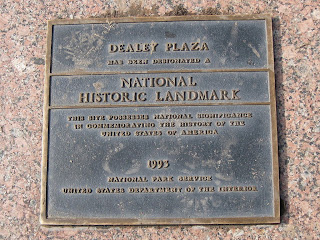 DEALEY PLAZA
HAS BEEN DESIGNATED A
NATIONAL
HISTORIC LANDMARK
THIS SITE POSSESSES NATIONAL SIGNIFICANCE
IN COMMEMORATING THE HISTORY OF THE
UNITED STATES OF AMERICA
1993
NATIONAL PARK SERVICE
UNITED STATES DEPARTMENT OF THE INTERIOR